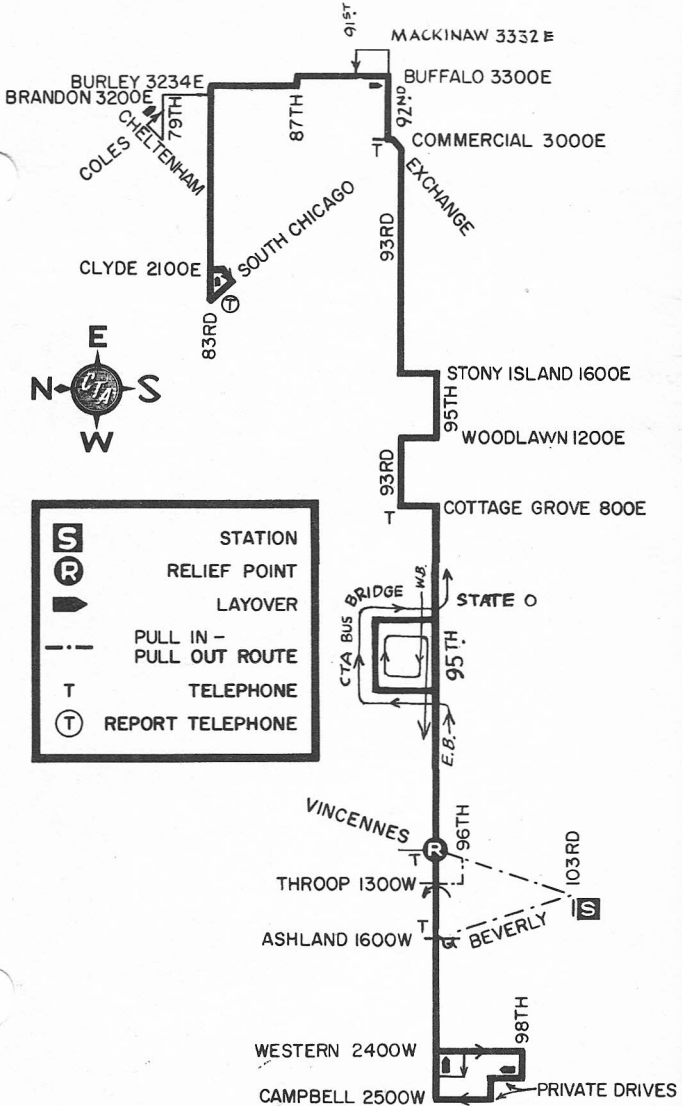 91ST
MACKINAW 3332 E
BURLEY 3234E
BUFFALO 3300E
BRANDON 3200E
79TH
87TH
92ND
COLES
CHELTENHAM
T
COMMERCIAL 3000E
EXCHANGE
93RD
SOUTH CHICAGO
CLYDE 2100E
T
83RD
E
N CTA S
W
STONY ISLAND 1600E
95TH
WOODLAWN 1200E
93RD
COTTAGE GROVE 800E
T
S STATION
R RELIEF POINT
LAYOVER
PULL IN -
PULL OUT ROUTE
T TELEPHONE
T REPORT TELEPHONE
W.B.
CTA BUS BRIDGE
STATE 0
95TH
E.B.
VINCENNES
R
T
96TH
103RD
THROOP 1300W
S
T
ASHLAND 1600W
BEVERLY
98TH
WESTERN 2400W
CAMPBELL 2500W
PRIVATE DRIVES